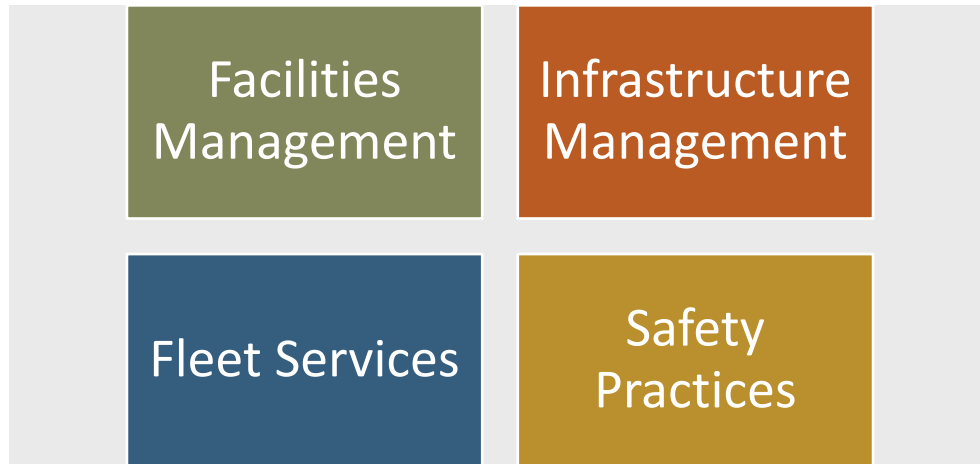 Facilities
Management
Infrastructure
Management
Fleet Services
Safety
Practices